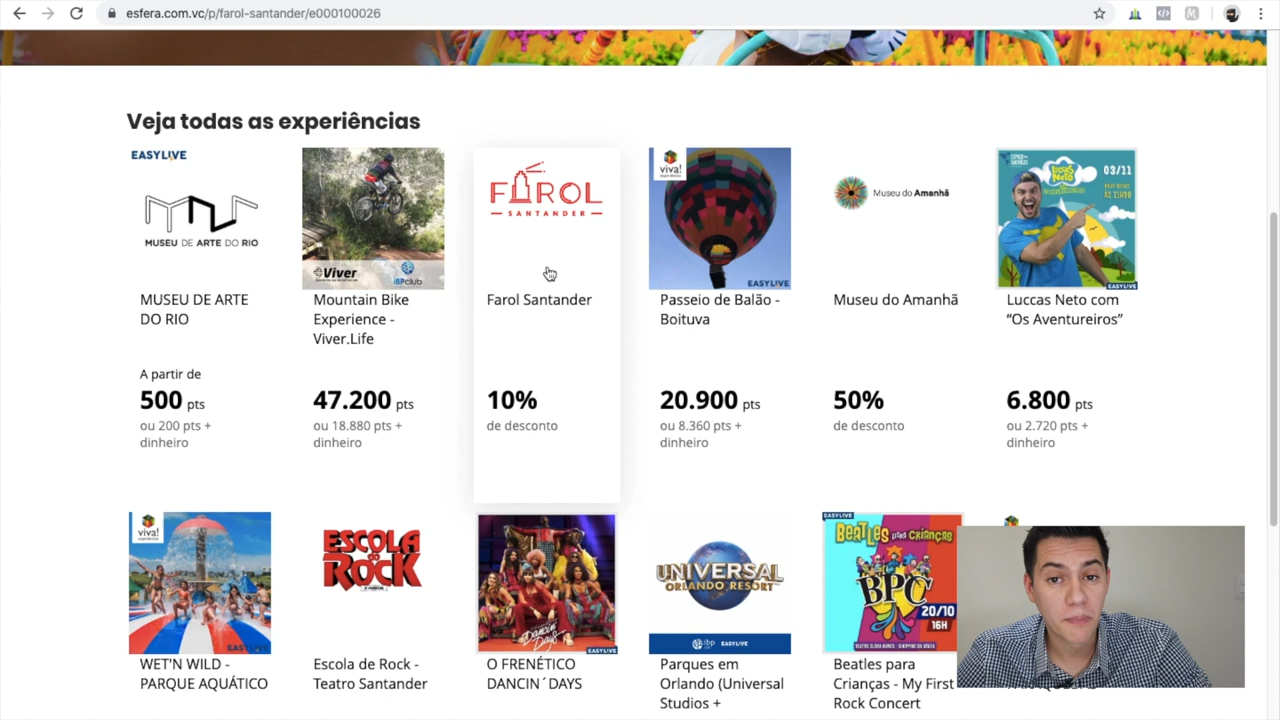 esfera.com.vc/p/farol-santander/e000100026
Veja todas as experiências
EASYLIVE
MUSEU DE ARTE DO RIO
MUSEU DE ARTE
DO RIO
A partir de
500 pts
ou 200 pts +
dinheiro
Viver
iBPclub
Mountain Bike
Experience -
Viver.Life
47.200 pts
ou 18.880 pts +
dinheiro
FAROL
SANTANDER
Farol Santander
10%
de desconto
viva!
EASYLIVE
Passeio de Balão -
Boituva
20.900 pts
ou 8.360 pts +
dinheiro
Museu do Amanhã
Museu do Amanhã
50%
de desconto
LUCCAS
NETO
03/11
EASYLIVE
Luccas Neto com
“Os Aventureiros”
6.800 pts
ou 2.720 pts +
dinheiro
viva!
WET'N WILD -
PARQUE AQUÁTICO
ESCOLA
DO
ROCK
Escola de Rock -
Teatro Santander
Dancin' Days
EASYLIVE
O FRENÉTICO
DANCIN´DAYS
UNIVERSAL
ORLANDO RESORT
ibp
EASYLIVE
Parques em
Orlando (Universal
Studios +
EASYLIVE
BEATLES PARA CRIANÇAS
BPC
20/10
16H
Beatles para
Crianças - My First
Rock Concert